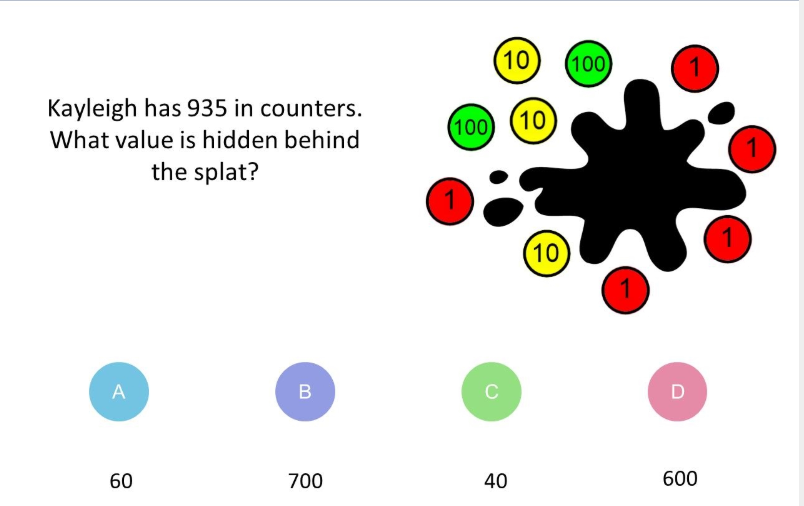 Kayleigh has 935 in counters.
What value is hidden behind
the splat?
10
100
1
100
10
1
1
1
10
1
A
B
C
D
60
700
40
600